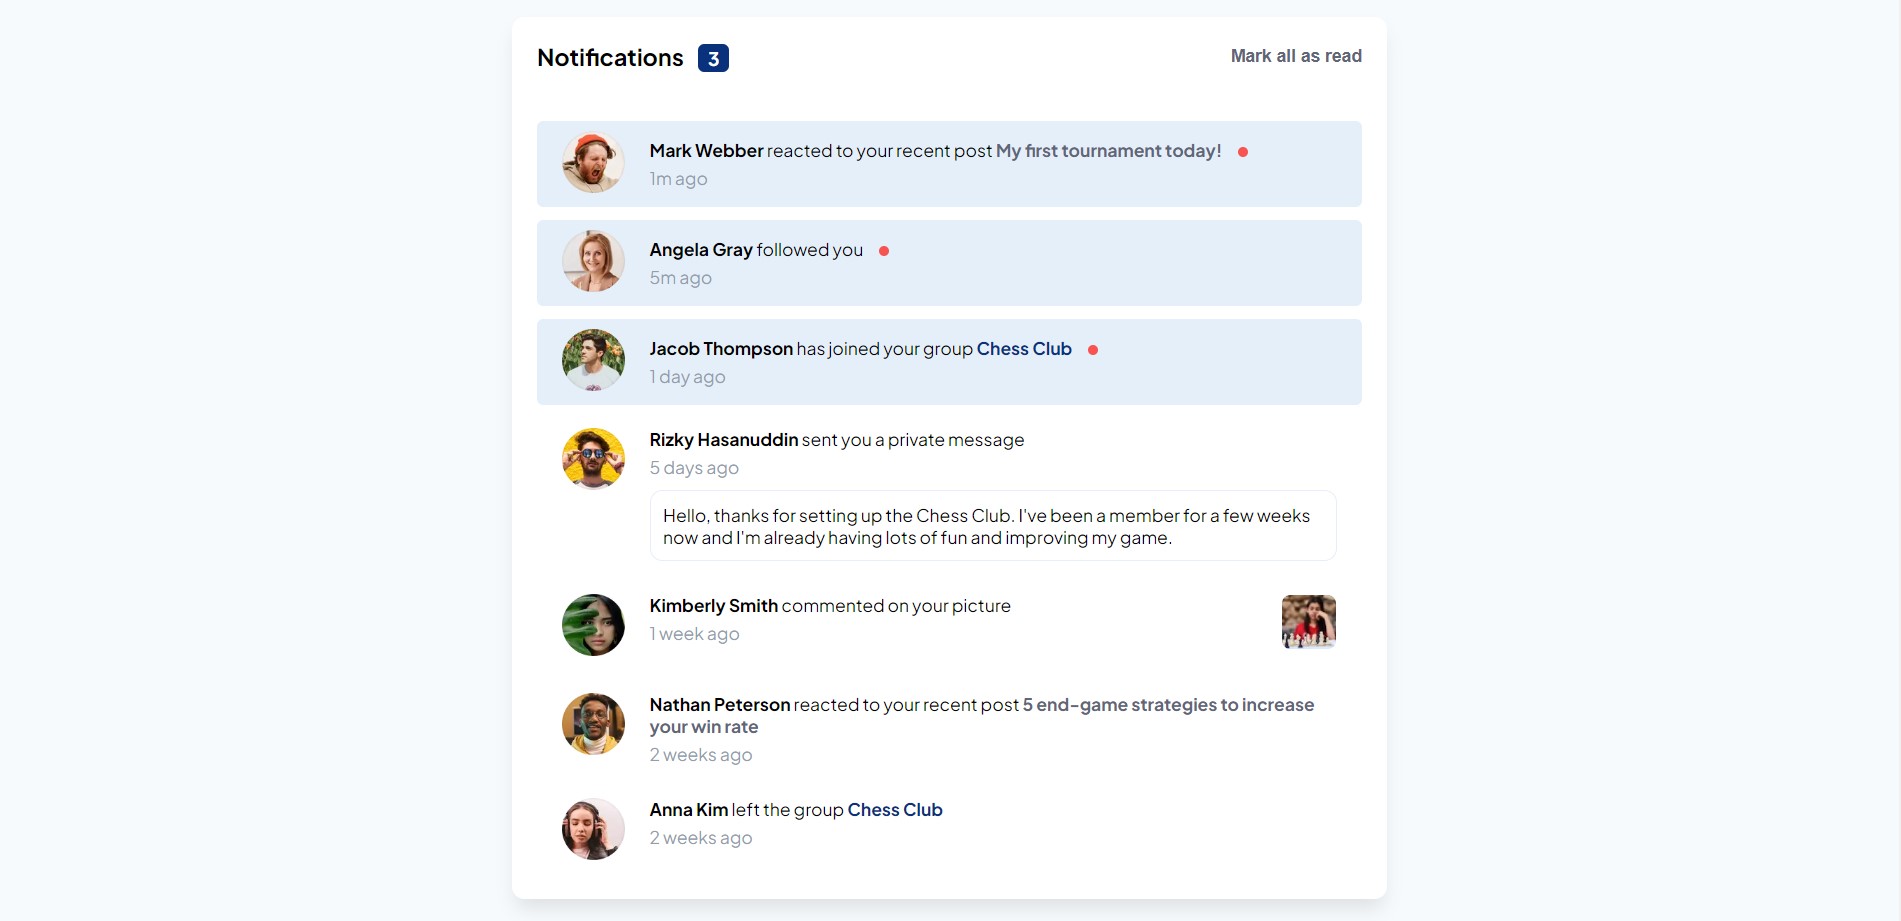 Notifications 3
Mark all as read
Mark Webber reacted to your recent post My first tournament today!
1m ago
Angela Gray followed you
5m ago
Jacob Thompson has joined your group Chess Club
1 day ago
Rizky Hasanuddin sent you a private message
5 days ago
Hello, thanks for setting up the Chess Club. I've been a member for a few weeks
now and I'm already having lots of fun and improving my game.
Kimberly Smith commented on your picture
1 week ago
Nathan Peterson reacted to your recent post 5 end-game strategies to increase
your win rate
2 weeks ago
Anna Kim left the group Chess Club
2 weeks ago